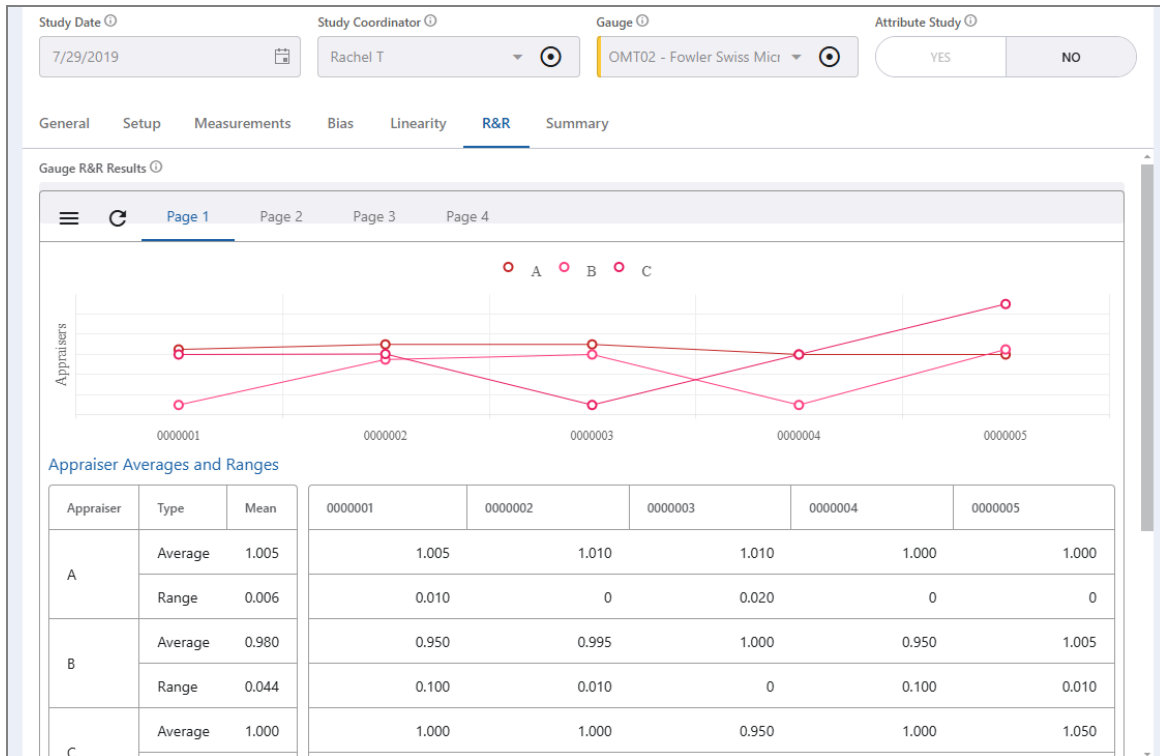 Study Date Study Coordinator Gauge Attribute Study
7/29/2019 Rachel T OMT02 - Fowler Swiss Micr YES NO
General Setup Measurements Bias Linearity R&R Summary
Gauge R&R Results
Page 1 Page 2 Page 3 Page 4
A B C
Appraisers
0000001 0000002 0000003 0000004 0000005
Appraiser Averages and Ranges
Appraiser Type Mean 0000001 0000002 0000003 0000004 0000005
A
Average 1.005 1.005 1.010 1.010 1.000 1.000
Range 0.006 0.010 0 0.020 0 0
B
Average 0.980 0.950 0.995 1.000 0.950 1.005
Range 0.044 0.100 0.010 0 0.100 0.010
C
Average 1.000 1.000 1.000 0.950 1.000 1.050